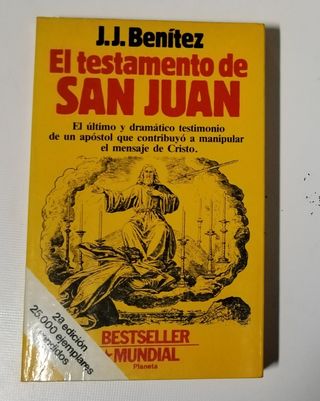 J.J. Benítez
El testamento de
SAN JUAN
El último y dramático testimonio
de un apóstol que contribuyó a manipular
el mensaje de Cristo.
2a edición
25.000 ejemplares
vendidos
BESTSELLER
MUNDIAL
Planeta